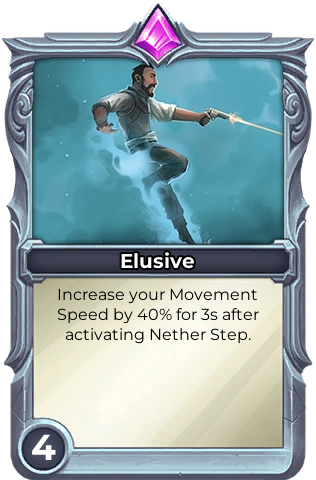 Elusive
Increase your Movement
Speed by 40% for 3s after
activating Nether Step.
4